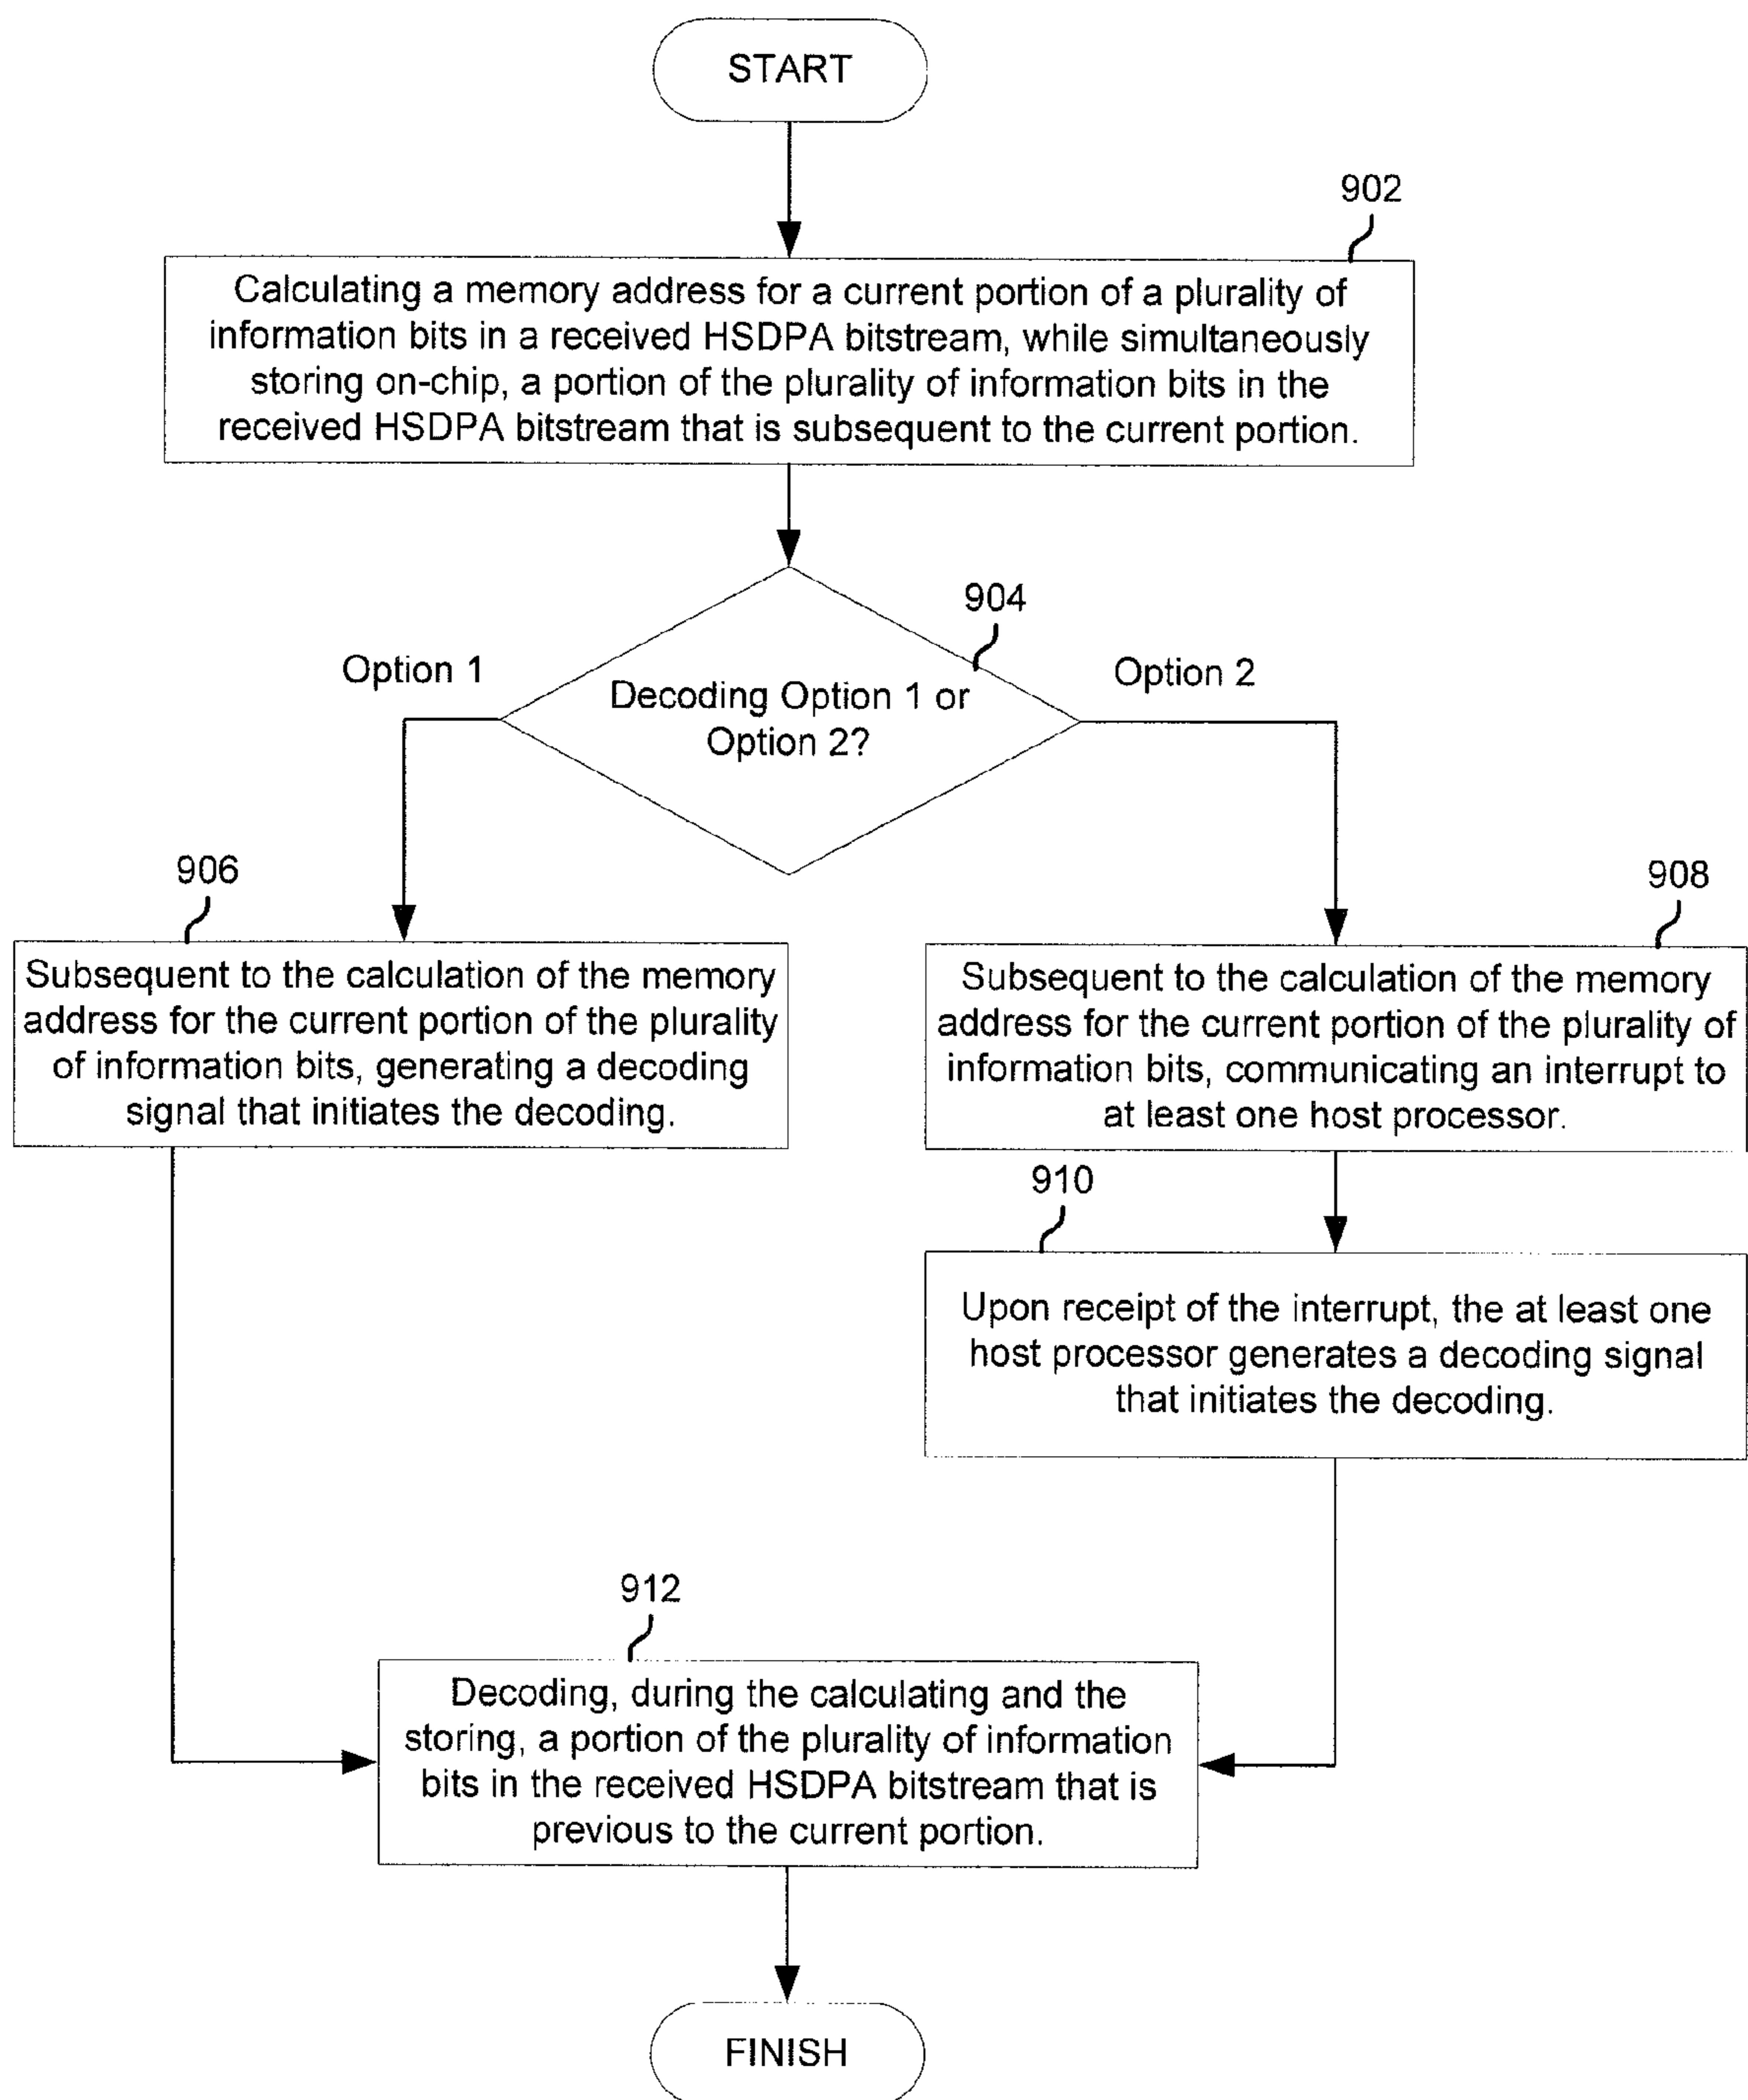 START
902
Calculating a memory address for a current portion of a plurality of
information bits in a received HSDPA bitstream, while simultaneously
storing on-chip, a portion of the plurality of information bits in the
received HSDPA bitstream that is subsequent to the current portion.
904
Option 1
Option 2
Decoding Option 1 or
Option 2?
906
Subsequent to the calculation of the memory
address for the current portion of the plurality
of information bits, generating a decoding
signal that initiates the decoding.
908
Subsequent to the calculation of the memory
address for the current portion of the plurality of
information bits, communicating an interrupt to
at least one host processor.
910
Upon receipt of the interrupt, the at least one
host processor generates a decoding signal
that initiates the decoding.
912
Decoding, during the calculating and the
storing, a portion of the plurality of information
bits in the received HSDPA bitstream that is
previous to the current portion.
FINISH